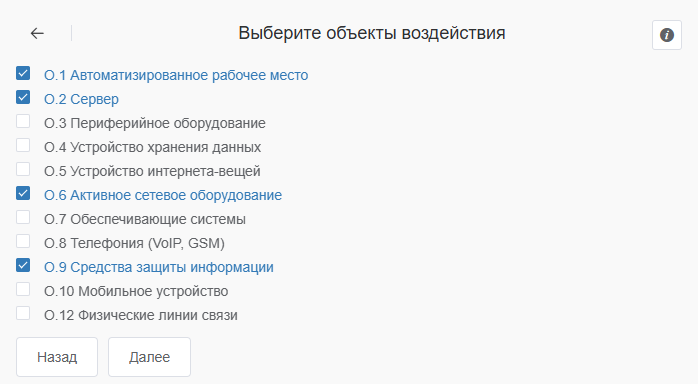 Выберите объекты воздействия
О.1 Автоматизированное рабочее место
О.2 Сервер
О.3 Периферийное оборудование
О.4 Устройство хранения данных
О.5 Устройство интернета-вещей
О.6 Активное сетевое оборудование
О.7 Обеспечивающие системы
О.8 Телефония (VoIP, GSM)
О.9 Средства защиты информации
О.10 Мобильное устройство
О.12 Физические линии связи
Назад Далее